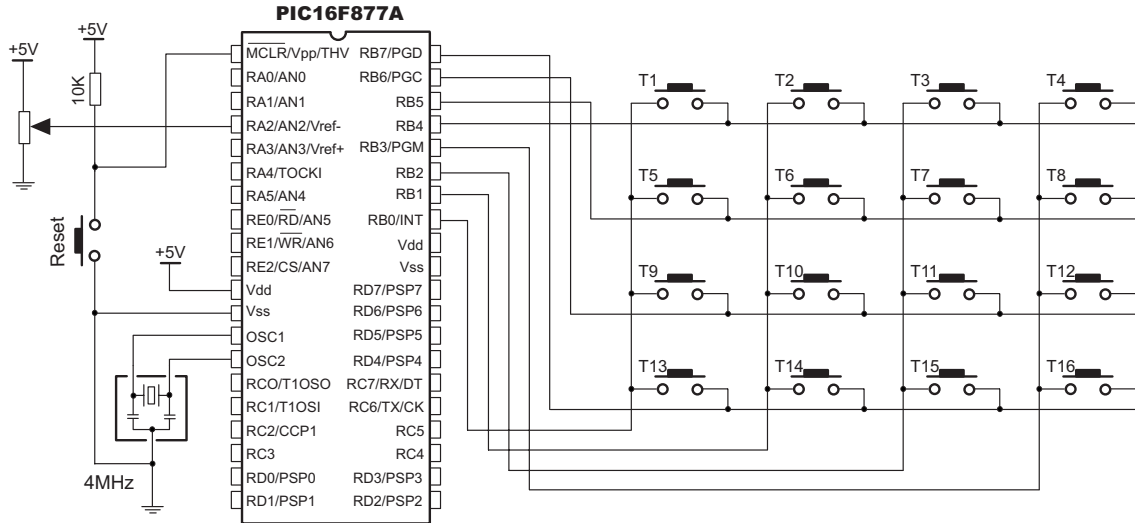 PIC16F877A
+5V
+5V
10K
Reset
+5V
4MHz
MCLR/Vpp/THV RB7/PGD
RA0/AN0 RB6/PGC
RA1/AN1 RB5
RA2/AN2/Vref- RB4
RA3/AN3/Vref+ RB3/PGM
RA4/TOCKI RB2
RA5/AN4 RB1
RE0/RD/AN5 RB0/INT
RE1/WR/AN6 Vdd
RE2/CS/AN7 Vss
Vdd RD7/PSP7
Vss RD6/PSP6
OSC1 RD5/PSP5
OSC2 RD4/PSP4
RCO/T1OSO RC7/RX/DT
RC1/T1OSI RC6/TX/CK
RC2/CCP1 RC5
RC3 RC4
RD0/PSP0 RD3/PSP3
RD1/PSP1 RD2/PSP2
T1 T2 T3 T4
T5 T6 T7 T8
T9 T10 T11 T12
T13 T14 T15 T16